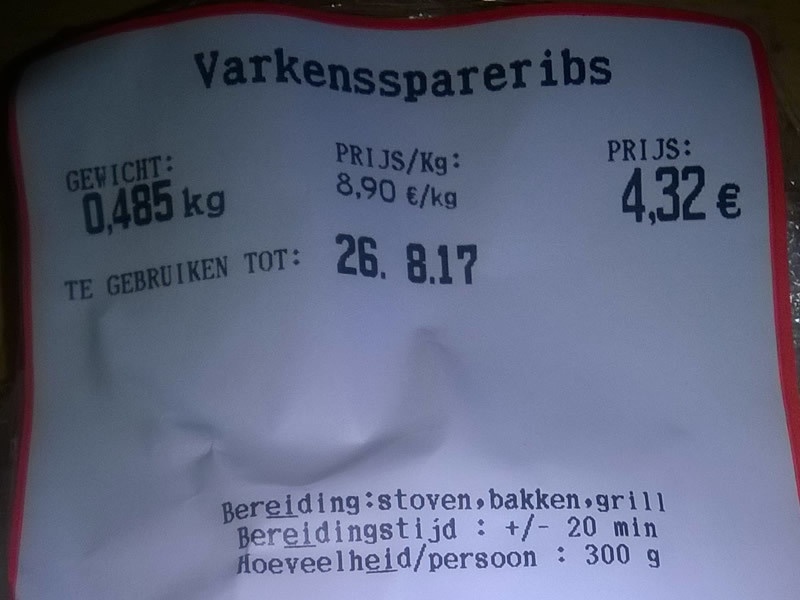 Varkensspareribs
GEWICHT: PRIJS/Kg: PRIJS:
0,485 kg 8,90 €/kg 4,32 €
TE GEBRUIKEN TOT: 26. 8.17
Bereiding:stoven,bakken,grill
Bereidingstijd : +/- 20 min
Hoeveelheid/persoon : 300 g